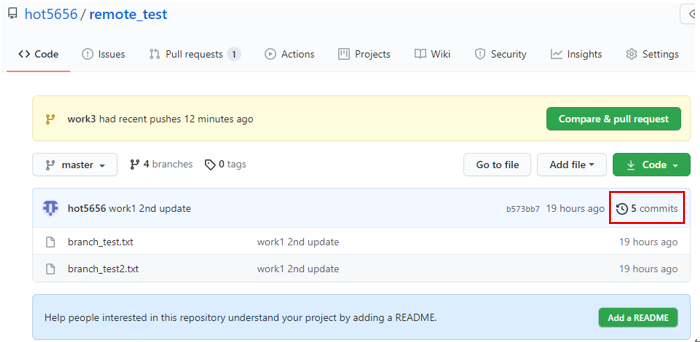 hot5656 / remote_test
Code Issues Pull requests 1 Actions Projects Wiki Security Insights Settings
work3 had recent pushes 12 minutes ago Compare & pull request
master 4 branches 0 tags Go to file Add file Code
hot5656 work1 2nd update b573bb7 19 hours ago 5 commits
branch_test.txt work1 2nd update 19 hours ago
branch_test2.txt work1 2nd update 19 hours ago
Help people interested in this repository understand your project by adding a README. Add a README